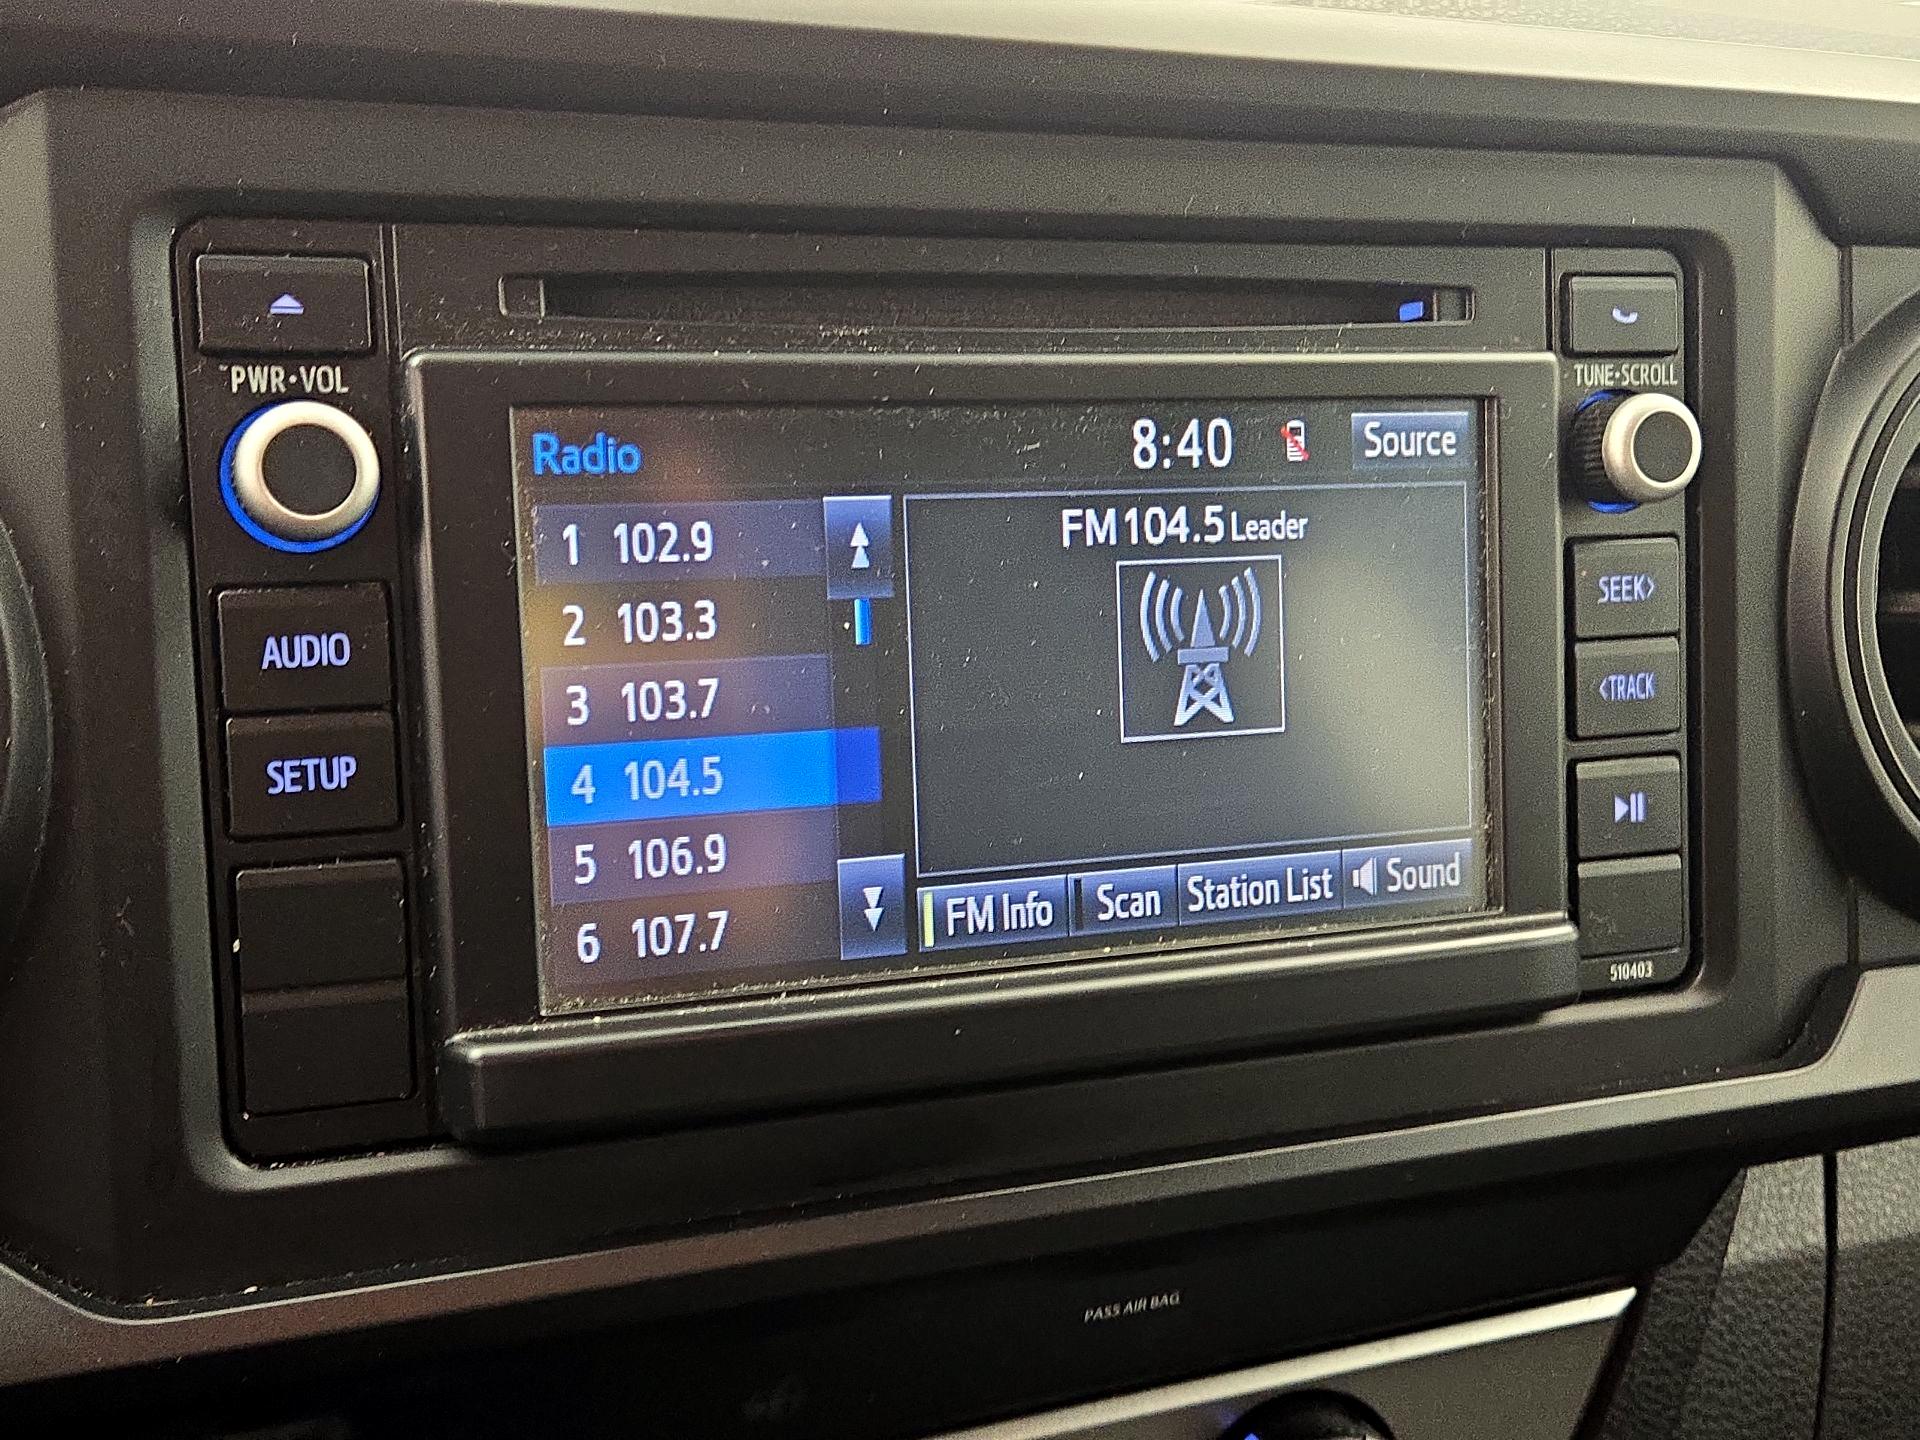 PWR•VOL
AUDIO
SETUP
Radio
8:40
Source
1 102.9
2 103.3
3 103.7
4 104.5
5 106.9
6 107.7
FM 104.5 Leader
FM Info
Scan
Station List
Sound
TUNE•SCROLL
SEEK>
<TRACK
510403
PASS AIR BAG